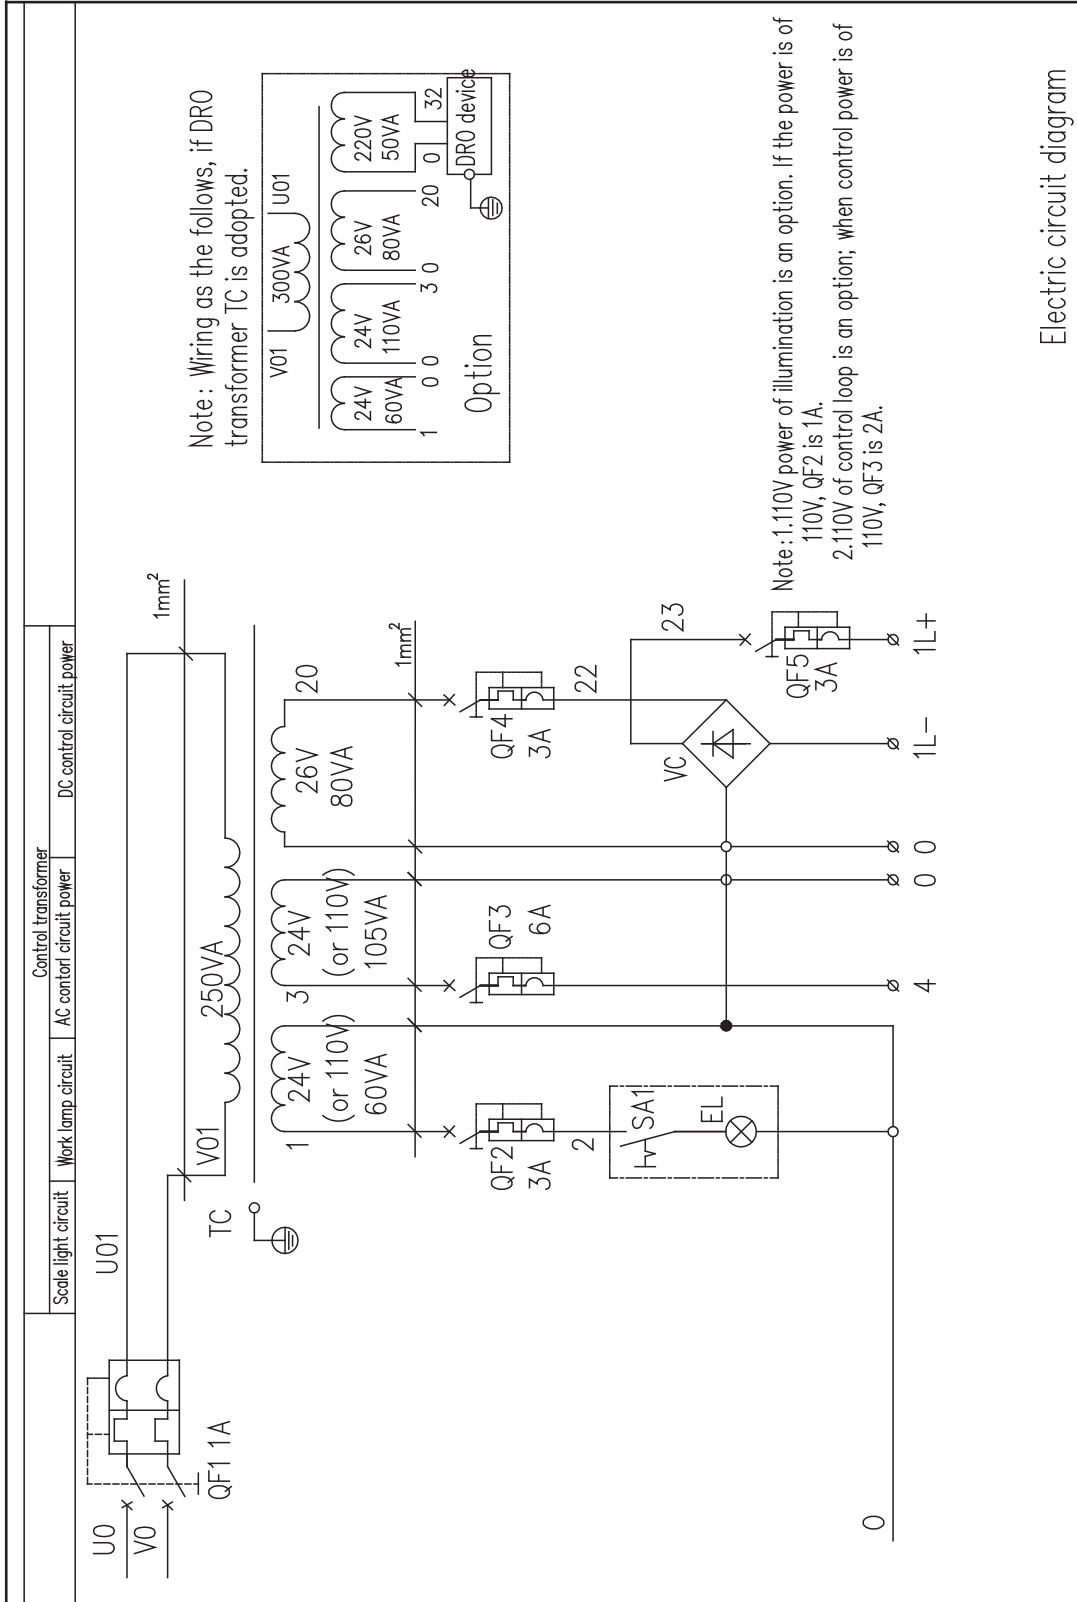 Control transformer
Scale light circuit
Work lamp circuit
AC contorl circuit power
DC control circuit power
U0
V0
QF1 1A
U01
V01
250VA
1mm²
TC
1
24V
(or 110V)
60VA
3
24V
(or 110V)
105VA
26V
80VA
20
1mm²
QF2
3A
QF3
6A
QF4
3A
2
SA1
EL
22
23
VC
QF5
3A
0
4
0
0
1L-
1L+
Note: Wiring as the follows, if DRO
transformer TC is adopted.
V01
300VA
U01
24V
60VA
24V
110VA
26V
80VA
220V
50VA
1
0 0
3 0
20
0
32
DRO device
Option
Note:1.110V power of illumination is an option. If the power is of
110V, QF2 is 1A.
2.110V of control loop is an option; when control power is of
110V, QF3 is 2A.
Electric circuit diagram